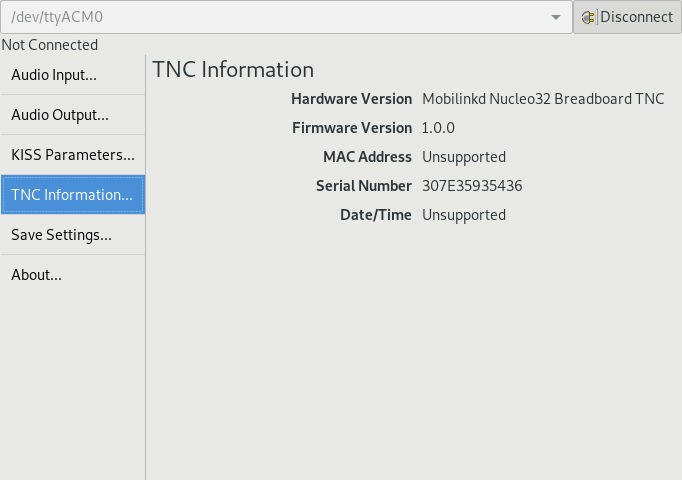 /dev/ttyACM0 Disconnect
Not Connected
Audio Input...
Audio Output...
KISS Parameters...
TNC Information...
Save Settings...
About...
TNC Information
Hardware Version Mobilinkd Nucleo32 Breadboard TNC
Firmware Version 1.0.0
MAC Address Unsupported
Serial Number 307E35935436
Date/Time Unsupported